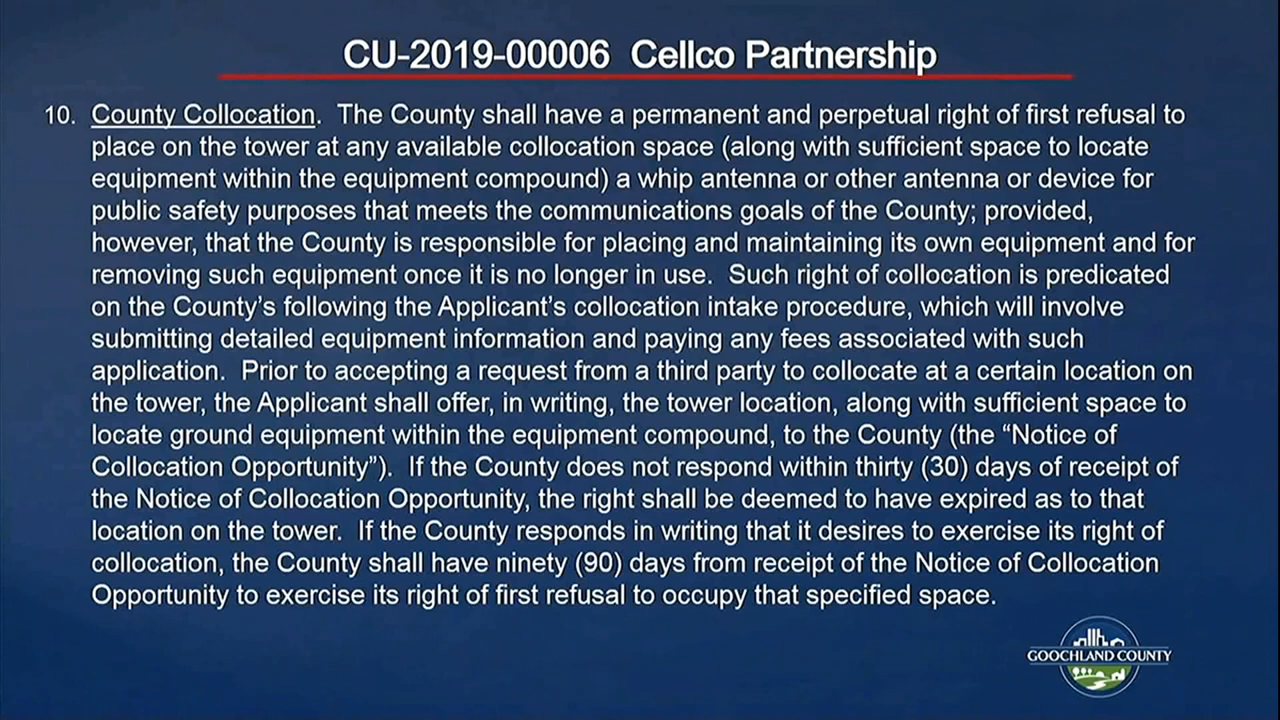 CU-2019-00006 Cellco Partnership
10. County Collocation. The County shall have a permanent and perpetual right of first refusal to
place on the tower at any available collocation space (along with sufficient space to locate
equipment within the equipment compound) a whip antenna or other antenna or device for
public safety purposes that meets the communications goals of the County; provided,
however, that the County is responsible for placing and maintaining its own equipment and for
removing such equipment once it is no longer in use. Such right of collocation is predicated
on the County's following the Applicant's collocation intake procedure, which will involve
submitting detailed equipment information and paying any fees associated with such
application. Prior to accepting a request from a third party to collocate at a certain location on
the tower, the Applicant shall offer, in writing, the tower location, along with sufficient space to
locate ground equipment within the equipment compound, to the County (the “Notice of
Collocation Opportunity”). If the County does not respond within thirty (30) days of receipt of
the Notice of Collocation Opportunity, the right shall be deemed to have expired as to that
location on the tower. If the County responds in writing that it desires to exercise its right of
collocation, the County shall have ninety (90) days from receipt of the Notice of Collocation
Opportunity to exercise its right of first refusal to occupy that specified space.
GOOCHLAND COUNTY